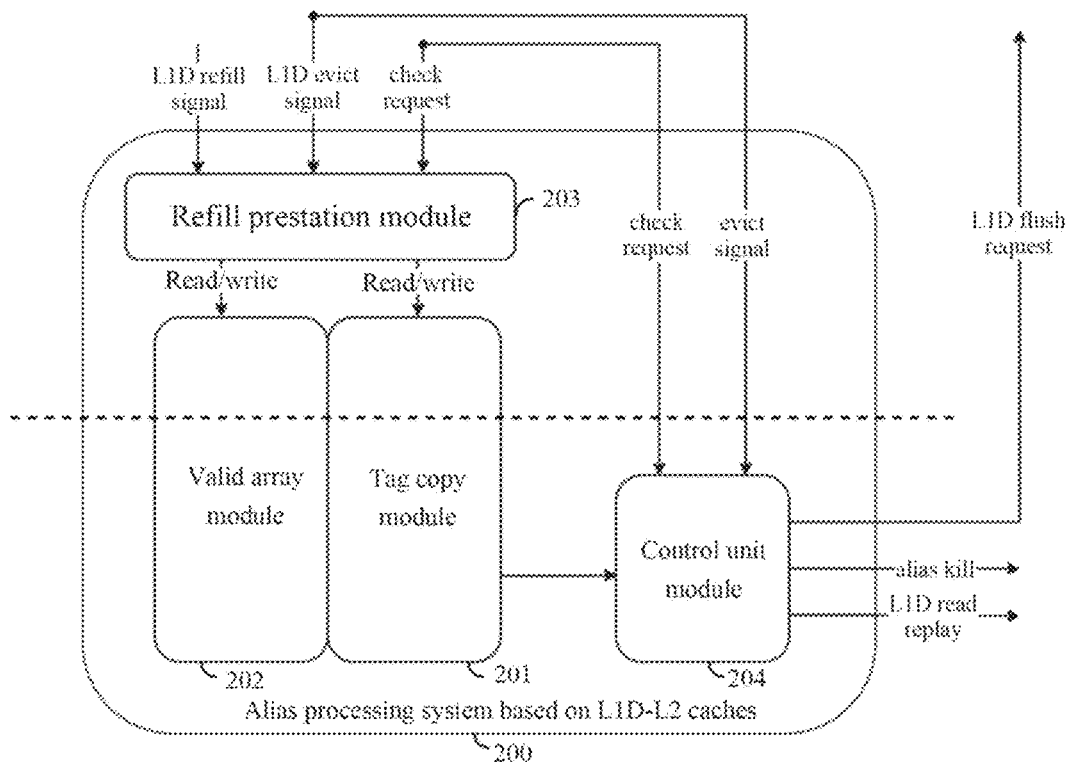 L1D refill
signal
L1D evict
signal
check
request
Refill prestation module
203
Read/write
Read/write
check
request
evict
signal
L1D flush
request
Valid array
module
Tag copy
module
Control unit
module
alias kill
L1D read
replay
202
201
204
Alias processing system based on L1D-L2 caches
200